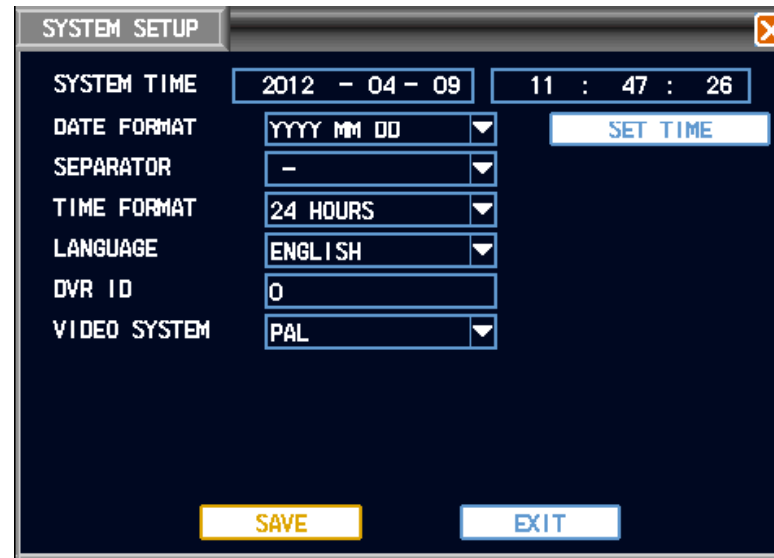 SYSTEM SETUP
SYSTEM TIME 2012 - 04 - 09 11 : 47 : 26
DATE FORMAT YYYY MM DD SET TIME
SEPARATOR -
TIME FORMAT 24 HOURS
LANGUAGE ENGLISH
DVR ID 0
VIDEO SYSTEM PAL
SAVE EXIT